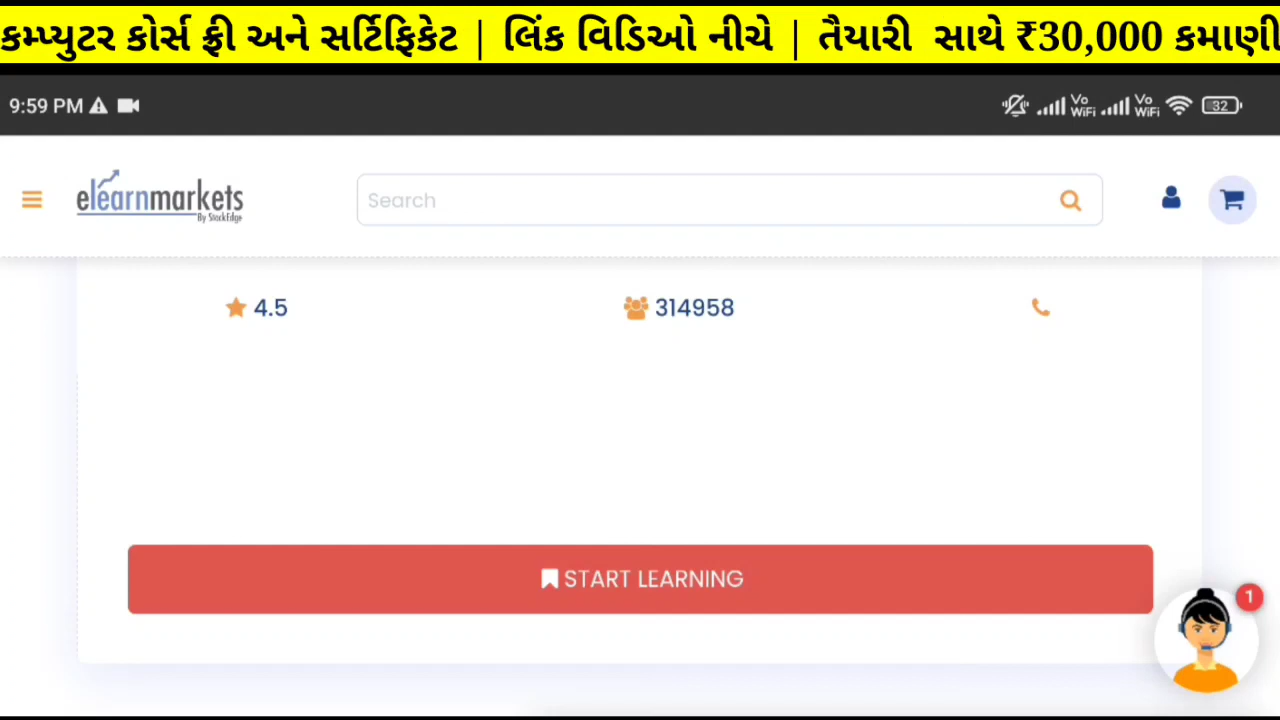 કમ્પ્યુટર કોર્સ ફ્રી અને સર્ટિફિકેટ | લિંક વિડિઓ નીચે | તૈયારી સાથે ₹30,000 કમાણી
9:59 PM Vo WiFi Vo WiFi 32
elearnmarkets
By StockEdge
Search
4.5 314958
START LEARNING
1